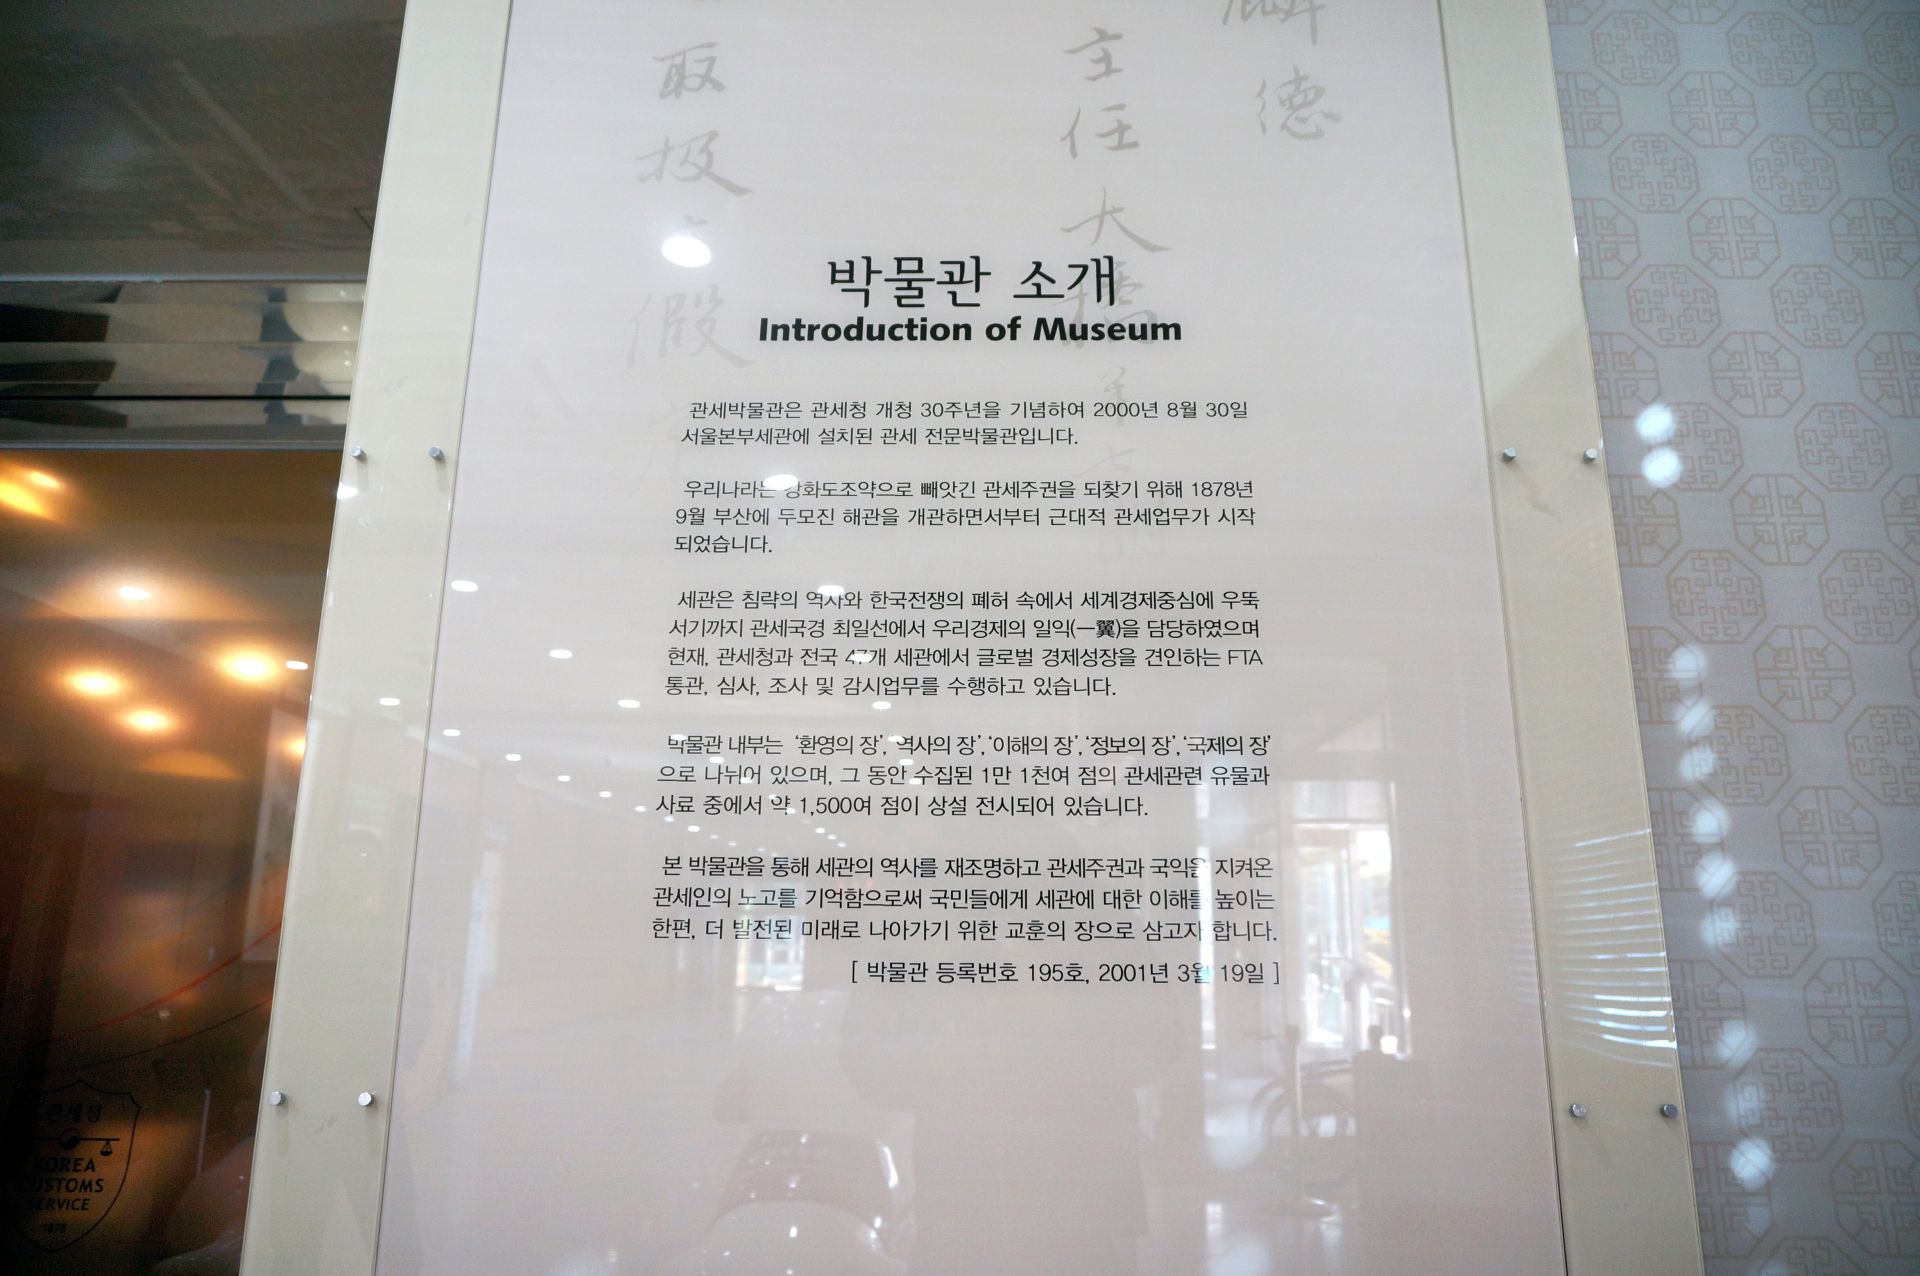 取
扱
假
主
任
大
橋
德
박물관 소개
Introduction of Museum
관세박물관은 관세청 개청 30주년을 기념하여 2000년 8월 30일
서울본부세관에 설치된 관세 전문박물관입니다.
우리나라는 강화도조약으로 빼앗긴 관세주권을 되찾기 위해 1878년
9월 부산에 두모진 해관을 개관하면서부터 근대적 관세업무가 시작
되었습니다.
세관은 침략의 역사와 한국전쟁의 폐허 속에서 세계경제중심에 우뚝
서기까지 관세국경 최일선에서 우리경제의 일익(一翼)을 담당하였으며
현재, 관세청과 전국 47개 세관에서 글로벌 경제성장을 견인하는 FTA
통관, 심사, 조사 및 감시업무를 수행하고 있습니다.
박물관 내부는 ‘환영의 장’, ‘역사의 장’, ‘이해의 장’, ‘정보의 장’, ‘국제의 장’
으로 나뉘어 있으며, 그 동안 수집된 1만 1천여 점의 관세관련 유물과
사료 중에서 약 1,500여 점이 상설 전시되어 있습니다.
본 박물관을 통해 세관의 역사를 재조명하고 관세주권과 국익을 지켜온
관세인의 노고를 기억함으로써 국민들에게 세관에 대한 이해를 높이는
한편, 더 발전된 미래로 나아가기 위한 교훈의 장으로 삼고자 합니다.
[ 박물관 등록번호 195호, 2001년 3월 19일 ]
관세청
KOREA
CUSTOMS
SERVICE
1878